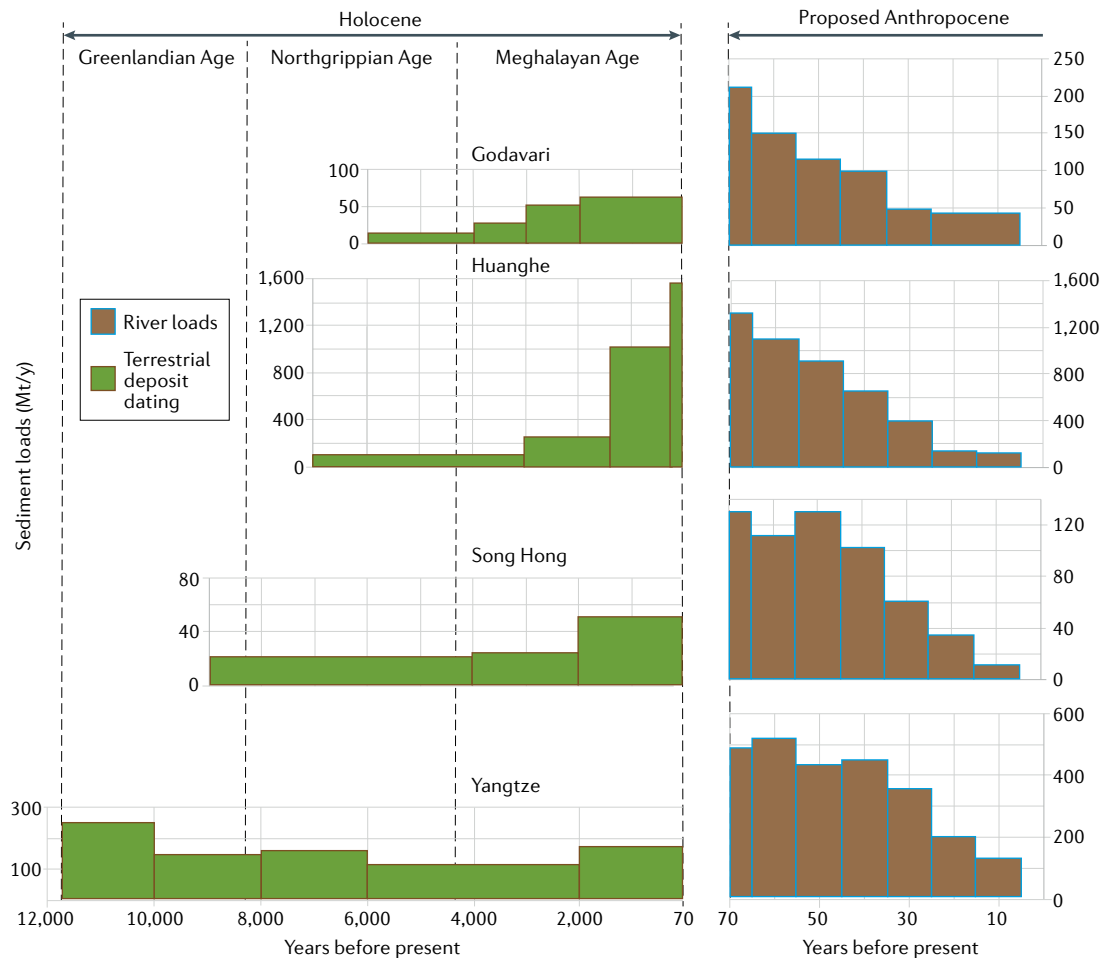 Holocene
Proposed Anthropocene
Greenlandian Age
Northgrippian Age
Meghalayan Age
250
200
150
100
50
0
Godavari
100
50
0
Huanghe
1,600
1,200
800
400
0
1,600
1,200
800
400
0
River loads
Terrestrial
deposit
dating
Sediment loads (Mt/y)
Song Hong
80
40
0
120
80
40
0
Yangtze
300
100
600
400
200
0
12,000 10,000 8,000 6,000 4,000 2,000 70
70 50 30 10
Years before present
Years before present